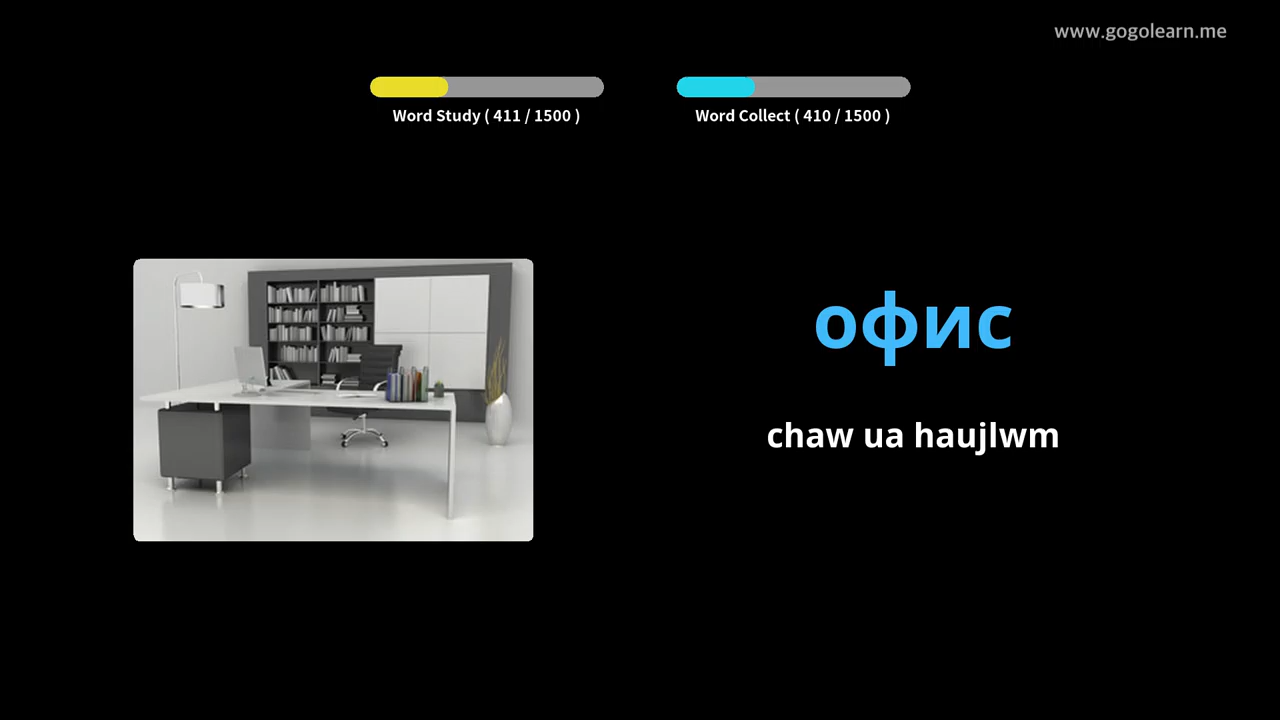 www.gogolearn.me
Word Study ( 411 / 1500 )
Word Collect ( 410 / 1500 )
офис
chaw ua haujlwm